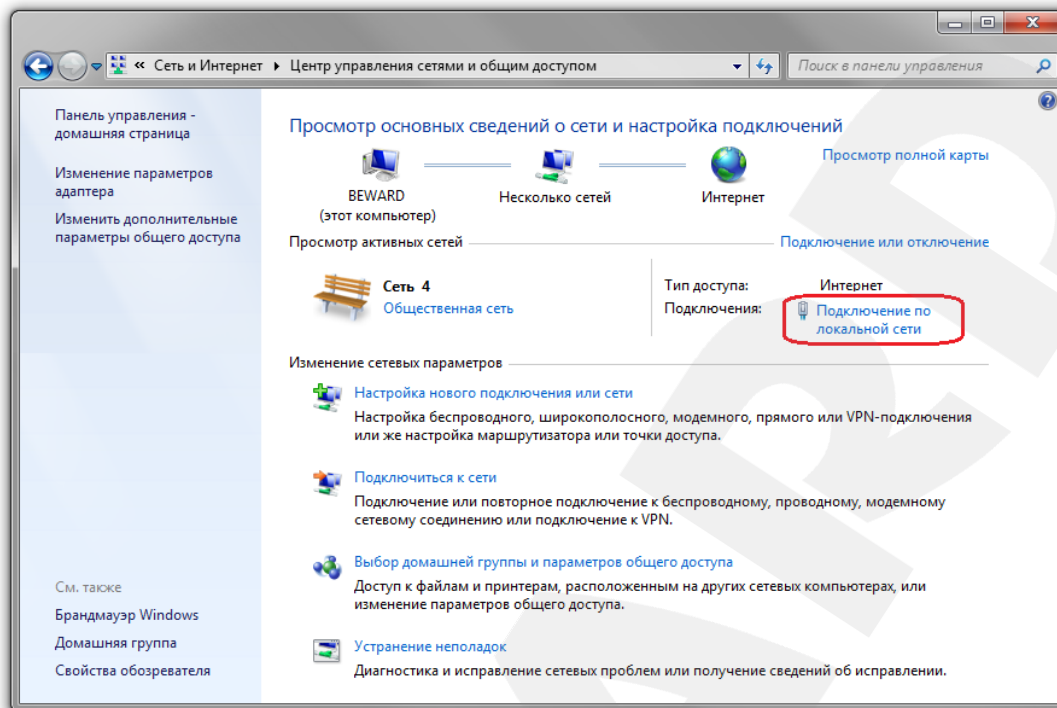 « Сеть и Интернет ▸ Центр управления сетями и общим доступом
Поиск в панели управления
Панель управления -
домашняя страница
Изменение параметров
адаптера
Изменить дополнительные
параметры общего доступа
Просмотр основных сведений о сети и настройка подключений
Просмотр полной карты
BEWARD
(этот компьютер)
Несколько сетей
Интернет
Просмотр активных сетей
Подключение или отключение
Сеть 4
Общественная сеть
Тип доступа: Интернет
Подключения: Подключение по
локальной сети
Изменение сетевых параметров
Настройка нового подключения или сети
Настройка беспроводного, широкополосного, модемного, прямого или VPN-подключения
или же настройка маршрутизатора или точки доступа.
Подключиться к сети
Подключение или повторное подключение к беспроводному, проводному, модемному
сетевому соединению или подключение к VPN.
Выбор домашней группы и параметров общего доступа
Доступ к файлам и принтерам, расположенным на других сетевых компьютерах, или
изменение параметров общего доступа.
Устранение неполадок
Диагностика и исправление сетевых проблем или получение сведений об исправлении.
См. также
Брандмауэр Windows
Домашняя группа
Свойства обозревателя